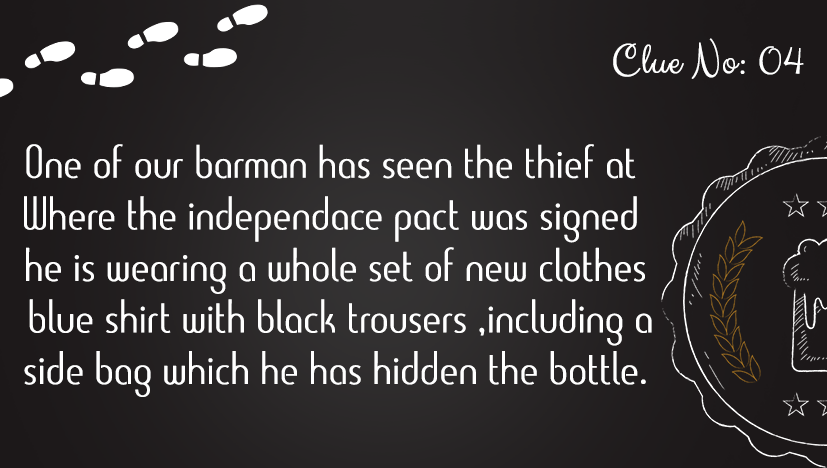 Clue No: 04
One of our barman has seen the thief at
Where the independace pact was signed
he is wearing a whole set of new clothes
blue shirt with black trousers ,including a
side bag which he has hidden the bottle.